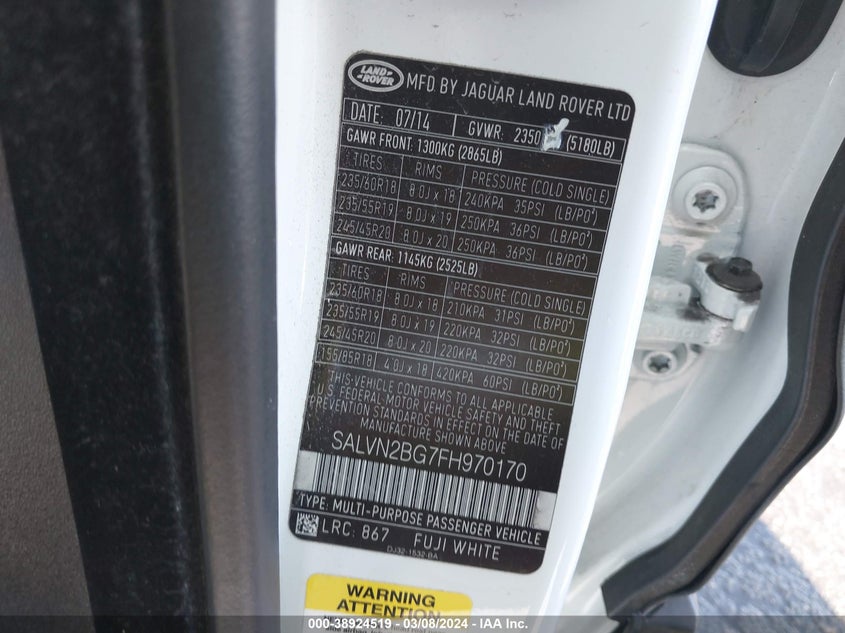 LAND ROVER
MFD BY JAGUAR LAND ROVER LTD
DATE: 07/14 GVWR: 2350 (5180LB)
GAWR FRONT: 1300KG (2865LB)
TIRES RIMS PRESSURE (COLD SINGLE)
235/60R18 8.0J x 18 240KPA 35PSI (LB/PO²)
235/55R19 8.0J x 19 250KPA 36PSI (LB/PO²)
245/45R20 8.0J x 20 250KPA 36PSI (LB/PO²)
GAWR REAR: 1145KG (2525LB)
TIRES RIMS PRESSURE (COLD SINGLE)
235/60R18 8.0J x 18 210KPA 31PSI (LB/PO²)
235/55R19 8.0J x 19 220KPA 32PSI (LB/PO²)
245/45R20 8.0J x 20 220KPA 32PSI (LB/PO²)
155/85R18 4.0J x 18 420KPA 60PSI (LB/PO²)
THIS VEHICLE CONFORMS TO ALL APPLICABLE
U.S. FEDERAL MOTOR VEHICLE SAFETY AND THEFT
PREVENTION STANDARDS IN EFFECT ON THE DATE OF
MANUFACTURE SHOWN ABOVE
SALVN2BG7FH970170
TYPE: MULTI-PURPOSE PASSENGER VEHICLE
LRC: 867 FUJI WHITE
DJ32-1532-BA
WARNING
ATTENTION
000-38924519 - 03/08/2024 - IAA Inc.